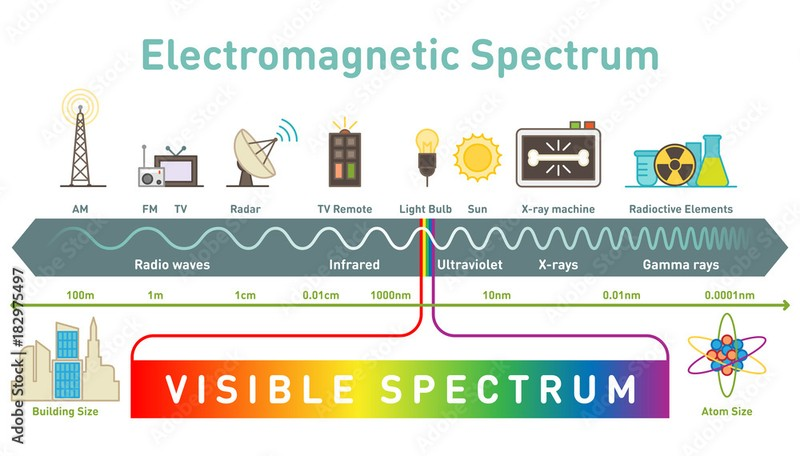 Electromagnetic Spectrum
AM
FM
TV
Radar
TV Remote
Light Bulb
Sun
X-ray machine
Radioctive Elements
Radio waves
Infrared
Ultraviolet
X-rays
Gamma rays
100m
1m
1cm
0.01cm
1000nm
10nm
0.01nm
0.0001nm
Building Size
VISIBLE SPECTRUM
Atom Size
Adobe Stock | #182975497